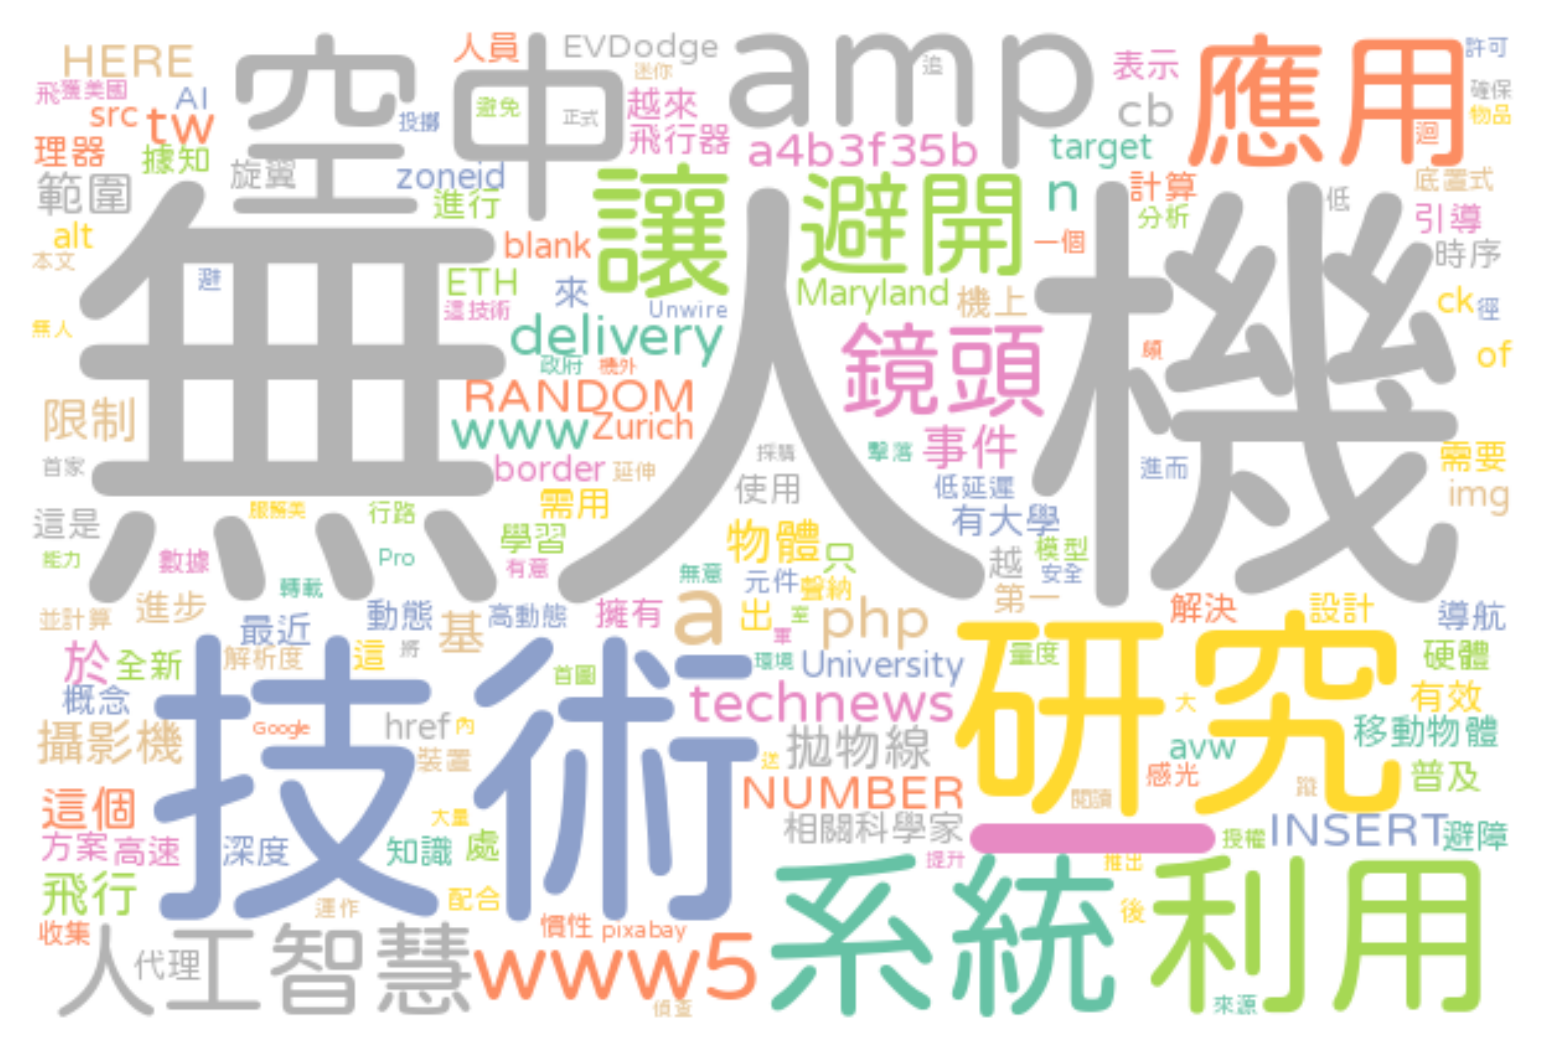 HERE
人員
EVDodge
amp
應用
許可
飛
獲美國
AI
空中
迷你
追
表示
確保
src
tw
投擲
避免
正式
越來
cb
物品
理器
據知
飛行器
a4b3f35b
target
迴
範圍
旋翼
zoneid
進行
讓
避開
n
計算
低
底置式
分析
引導
alt
blank
一個
時序
本文
避
ETH
來
Maryland
機上
ck
徑
無人
這技術
Unwire
無人機
delivery
鏡頭
of
政府
機外
限制
RANDOM
www
Zurich
事件
首家
border
延伸
採購
擊落
進而
需要
使用
低延遲
img
這是
服務美
行路
需用
有大學
能力
數據
Pro
學習
物體
只
越
模型
轉載
有意
無意
元件
聲納
安全
並計算
進步
最近
動態
基
高動態
擁有
a
出
室
軍
php
第一
解決
設計
導航
於
全新
解析度
這
將
首圖
環境
University
研究
量度
硬體
概念
技術
technews
大
有效
攝影機
Google
href
內
裝置
拋物線
送
avw
移動物體
感光
普及
這個
大量
NUMBER
閱讀
蹤
方案
高速
深度
知識
處
相關科學家
授權
INSERT
避障
提升
推出
飛行
運作
配合
系統
利用
後
收集
人工智慧
代理
慣性
pixabay
www5
偵查
來源